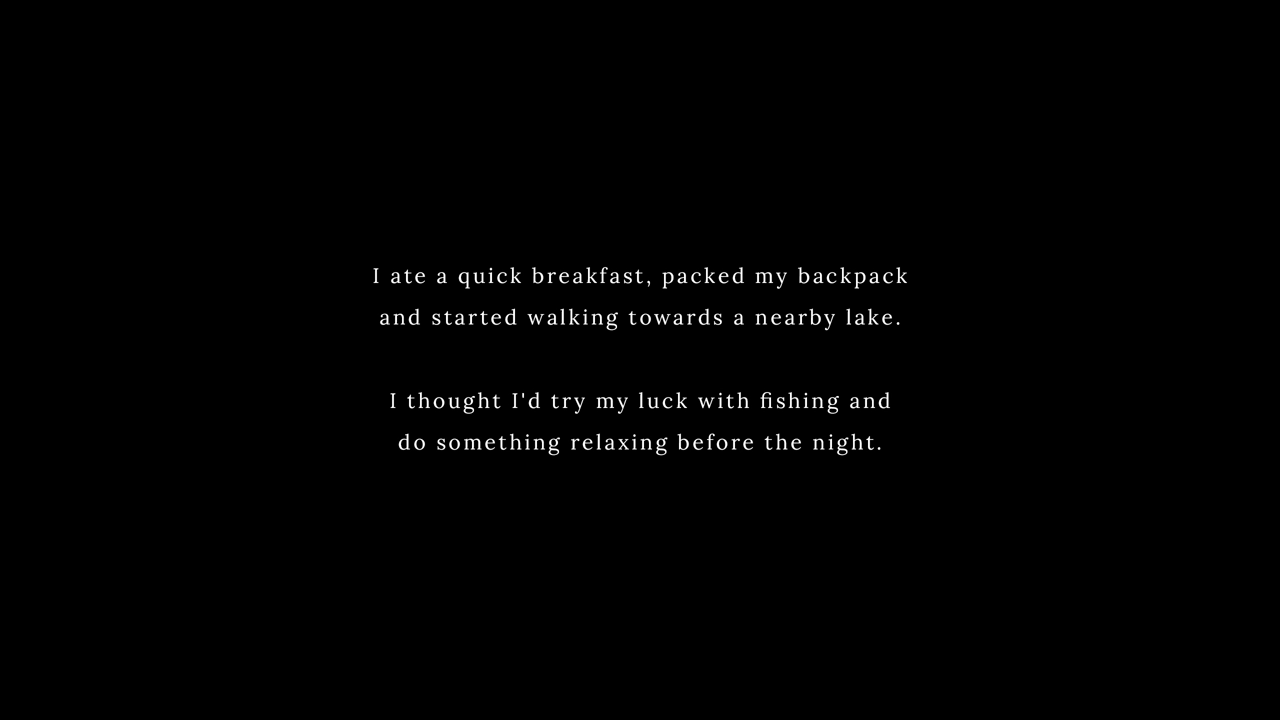 I ate a quick breakfast, packed my backpack
and started walking towards a nearby lake.
I thought I'd try my luck with fishing and
do something relaxing before the night.